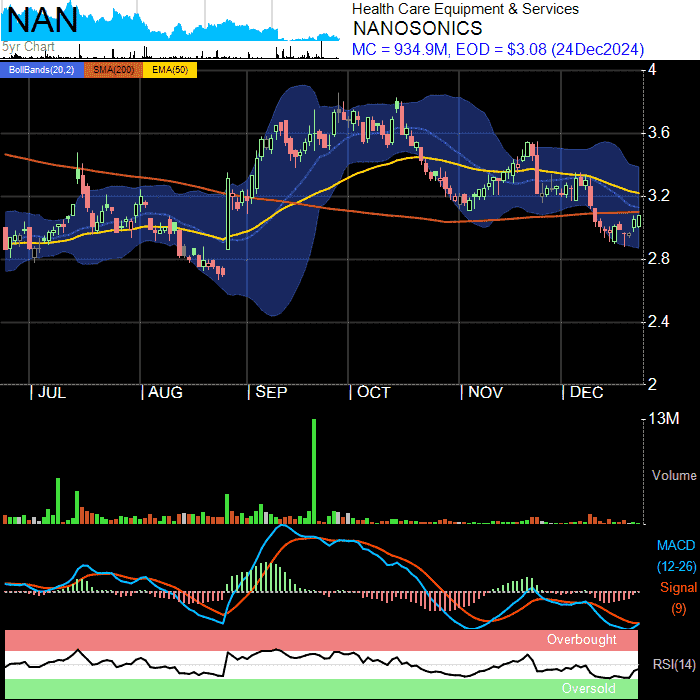 NAN
5yr Chart
Health Care Equipment & Services
NANOSONICS
MC = 934.9M, EOD = $3.08 (24Dec2024)
BollBands(20,2) SMA(200) EMA(50)
4
3.6
3.2
2.8
2.4
2
JUL AUG SEP OCT NOV DEC
13M
Volume
MACD
(12-26)
Signal
(9)
Overbought
RSI(14)
Oversold